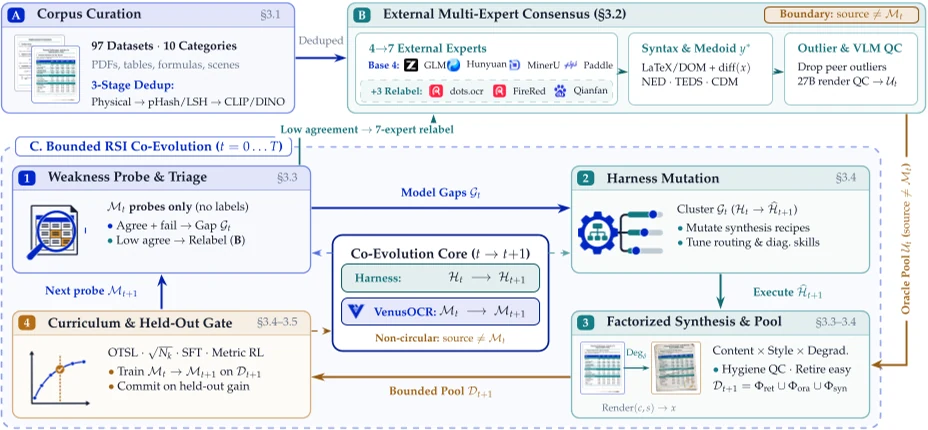 A Corpus Curation §3.1
97 Datasets · 10 Categories
PDFs, tables, formulas, scenes
3-Stage Dedup:
Physical → pHash/LSH → CLIP/DINO
Deduped
B External Multi-Expert Consensus (§3.2)
Boundary: source ≠ ℳₜ
4→7 External Experts
Base 4: GLM Hunyuan MinerU Paddle
+3 Relabel: dots.ocr FireRed Qianfan
Syntax & Medoid y*
LaTeX/DOM + diff(x)
NED · TEDS · CDM
Outlier & VLM QC
Drop peer outliers
27B render QC → 𝒰ₜ
Low agreement → 7-expert relabel
C. Bounded RSI Co-Evolution (t = 0…T)
1 Weakness Probe & Triage §3.3
ℳₜ probes only (no labels)
• Agree + fail → Gap 𝒢ₜ
• Low agree → Relabel (B)
Model Gaps 𝒢ₜ
2 Harness Mutation §3.4
Cluster 𝒢ₜ (ℋₜ → ℋ̂ₜ₊₁)
• Mutate synthesis recipes
• Tune routing & diag. skills
Oracle Pool 𝒰ₜ (source ≠ ℳₜ)
Co-Evolution Core (t → t+1)
Harness: ℋₜ ⟶ ℋₜ₊₁
VenusOCR: ℳₜ ⟶ ℳₜ₊₁
Non-circular: source ≠ ℳₜ
Next probe ℳₜ₊₁
Execute ℋ̂ₜ₊₁
4 Curriculum & Held-Out Gate §3.4–3.5
OTSL · √Nₖ · SFT · Metric RL
• Train ℳₜ → ℳₜ₊₁ on 𝒟ₜ₊₁
• Commit on held-out gain
Bounded Pool 𝒟ₜ₊₁
3 Factorized Synthesis & Pool §3.3–3.4
Content × Style × Degrad.
• Hygiene QC · Retire easy
𝒟ₜ₊₁ = Φret ∪ Φora ∪ Φsyn
Render(c, s) → x